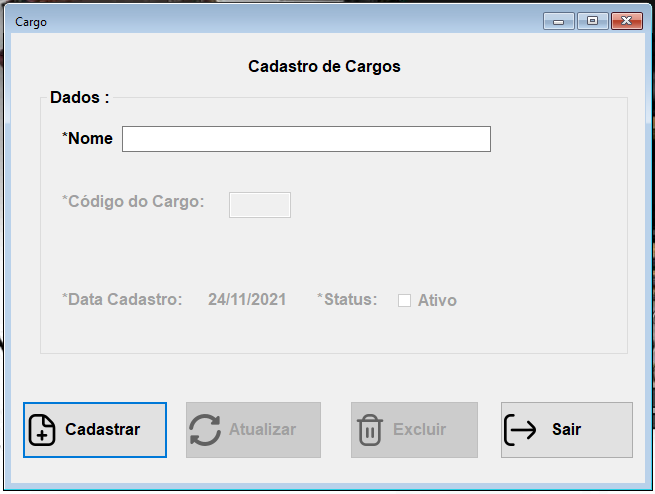 Cargo
Cadastro de Cargos
Dados :
*Nome
*Código do Cargo:
*Data Cadastro: 24/11/2021 *Status: Ativo
Cadastrar Atualizar Excluir Sair